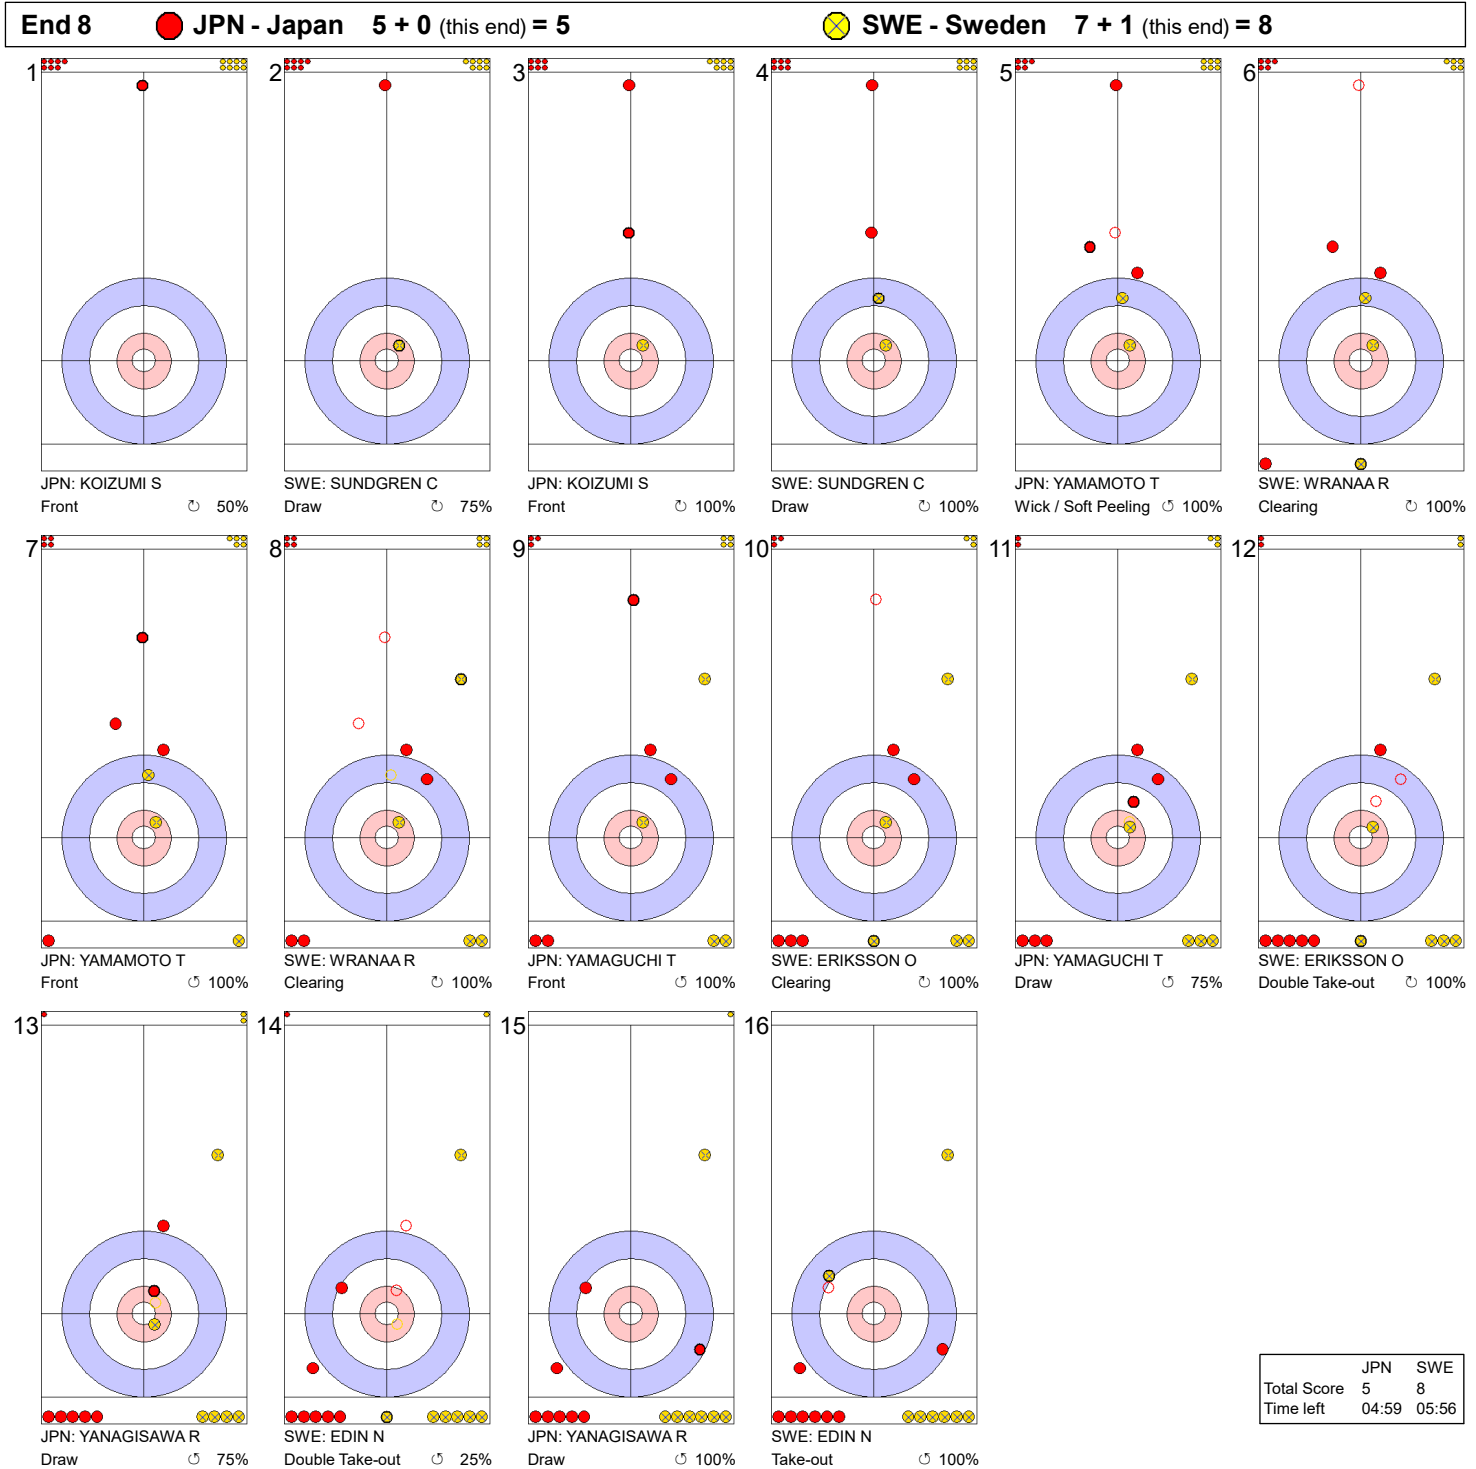 End 8 JPN - Japan 5 + 0 (this end) = 5 SWE - Sweden 7 + 1 (this end) = 8
1 2 3 4 5 6
JPN: KOIZUMI S SWE: SUNDGREN C JPN: KOIZUMI S SWE: SUNDGREN C JPN: YAMAMOTO T SWE: WRANAA R
Front ↻ 50% Draw ↻ 75% Front ↻ 100% Draw ↻ 100% Wick / Soft Peeling ↺ 100% Clearing ↻ 100%
7 8 9 10 11 12
JPN: YAMAMOTO T SWE: WRANAA R JPN: YAMAGUCHI T SWE: ERIKSSON O JPN: YAMAGUCHI T SWE: ERIKSSON O
Front ↺ 100% Clearing ↻ 100% Front ↻ 100% Clearing ↻ 100% Draw ↺ 75% Double Take-out ↻ 100%
13 14 15 16
JPN: YANAGISAWA R SWE: EDIN N JPN: YANAGISAWA R SWE: EDIN N
Draw ↺ 75% Double Take-out ↺ 25% Draw ↺ 100% Take-out ↺ 100%
JPN SWE
Total Score 5 8
Time left 04:59 05:56